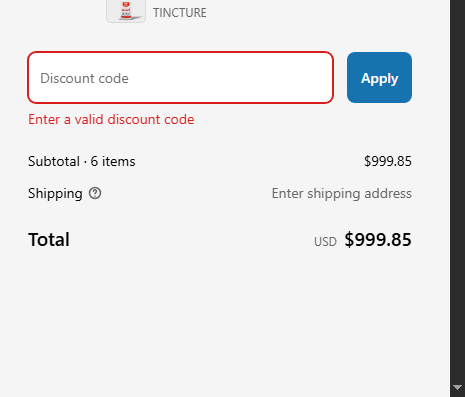 TINCTURE
Discount code
Apply
Enter a valid discount code
Subtotal · 6 items $999.85
Shipping Enter shipping address
Total USD $999.85